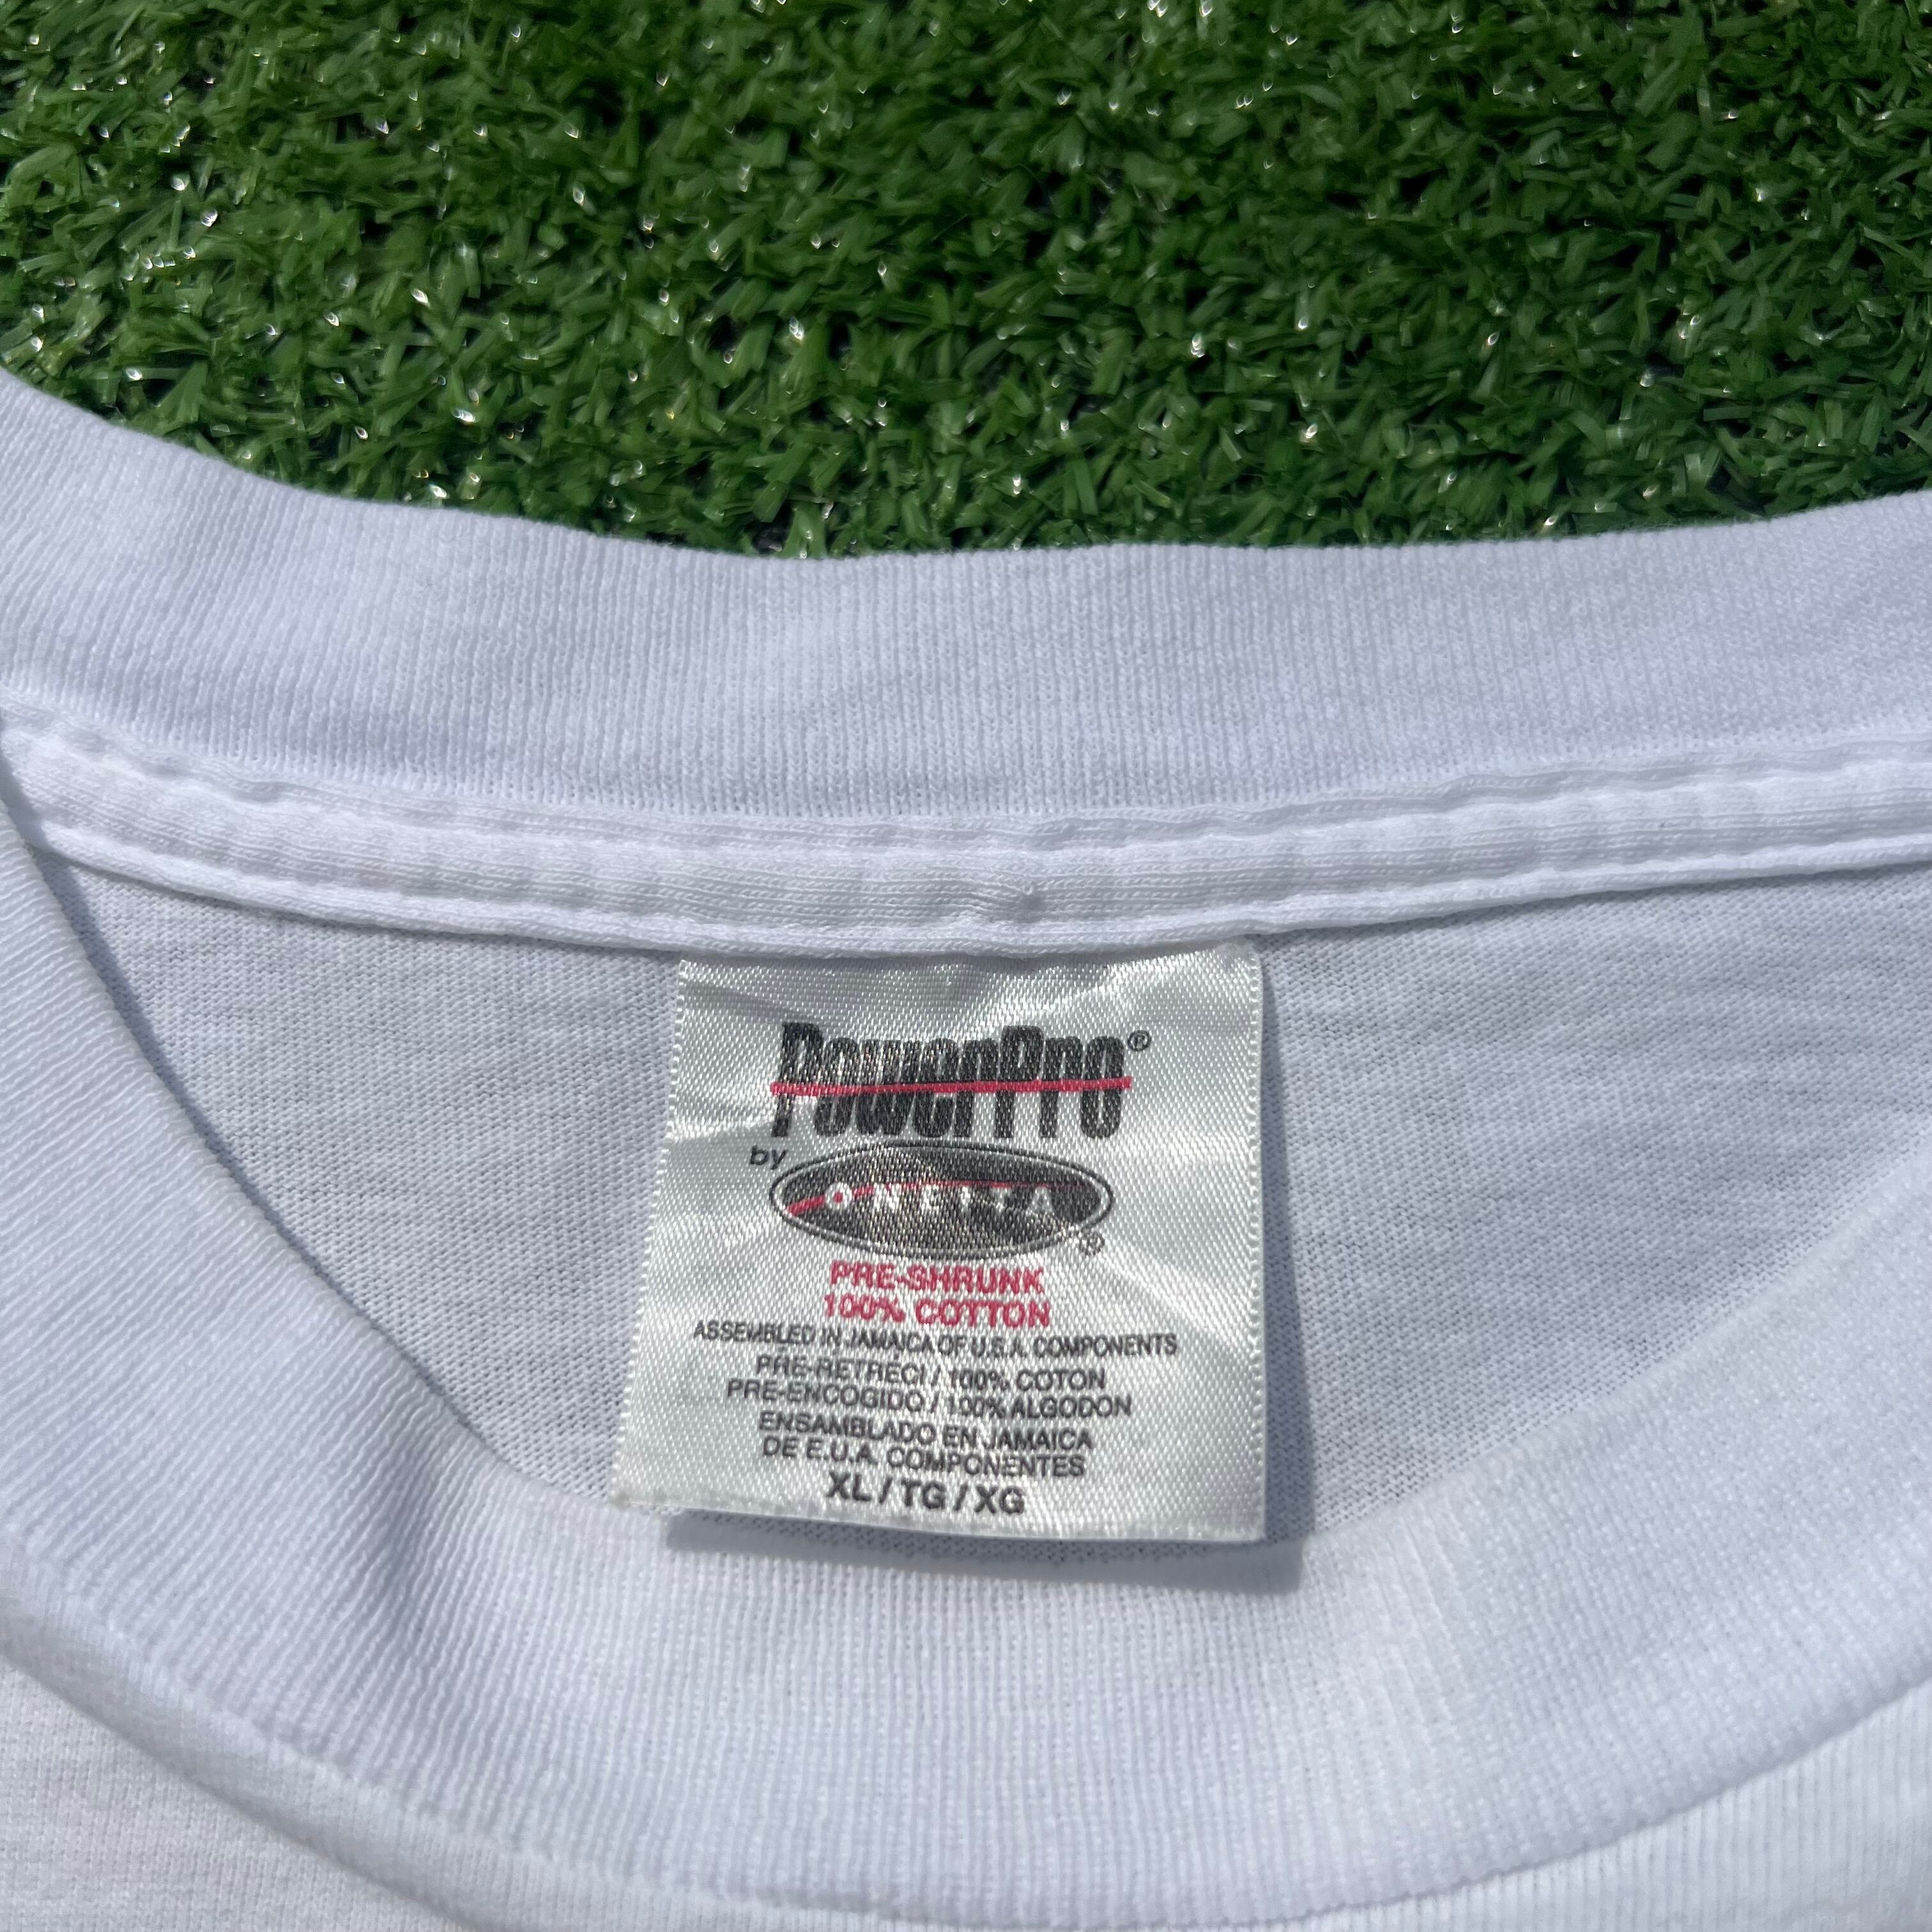 PowerPro®
by ONEITA ®
PRE-SHRUNK
100% COTTON
ASSEMBLED IN JAMAICA OF U.S.A. COMPONENTS
PRE-RETRECI / 100% COTON
PRE-ENCOGIDO / 100% ALGODON
ENSAMBLADO EN JAMAICA
DE E.U.A. COMPONENTES
XL / TG / XG